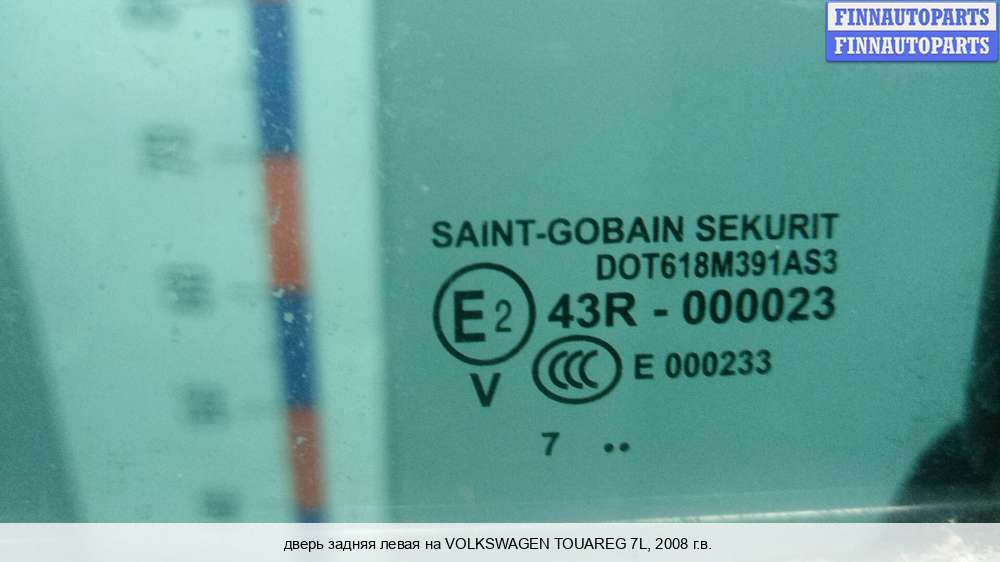 FINNAUTOPARTS
FINNAUTOPARTS
SAINT-GOBAIN SEKURIT
DOT618M391AS3
E2 43R - 000023
V CCC E 000233
7 ..
дверь задняя левая на VOLKSWAGEN TOUAREG 7L, 2008 г.в.